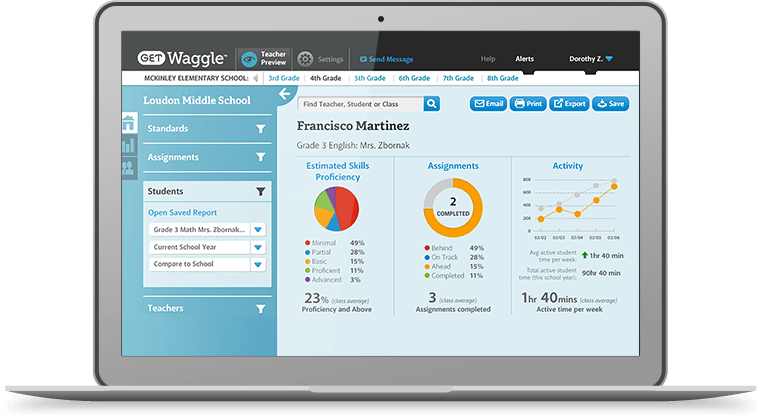 GET Waggle™
Teacher Preview
Settings
Send Message
Help
Alerts
Dorothy Z.
MCKINLEY ELEMENTARY SCHOOL:
3rd Grade | 4th Grade | 5th Grade | 6th Grade | 7th Grade | 8th Grade
Loudon Middle School
Standards
Assignments
Students
Open Saved Report
Grade 3 Math Mrs. Zbornak...
Current School Year
Compare to School
Teachers
Find Teacher, Student or Class
Email
Print
Export
Save
Francisco Martinez
Grade 3 English: Mrs. Zbornak
Estimated Skills
Proficiency
Minimal 49%
Partial 28%
Basic 15%
Proficient 11%
Advanced 3%
23% (class average)
Proficiency and Above
Assignments
2
COMPLETED
Behind 49%
On Track 28%
Ahead 15%
Completed 11%
3 (class average)
Assignments completed
Activity
800
600
400
200
0
03/02 03/03 03/04 03/05 03/06
Avg active student
time per week: 1hr 40 min
Total active student
time (this school year): 90hr 40 min
1hr 40mins (class average)
Active time per week